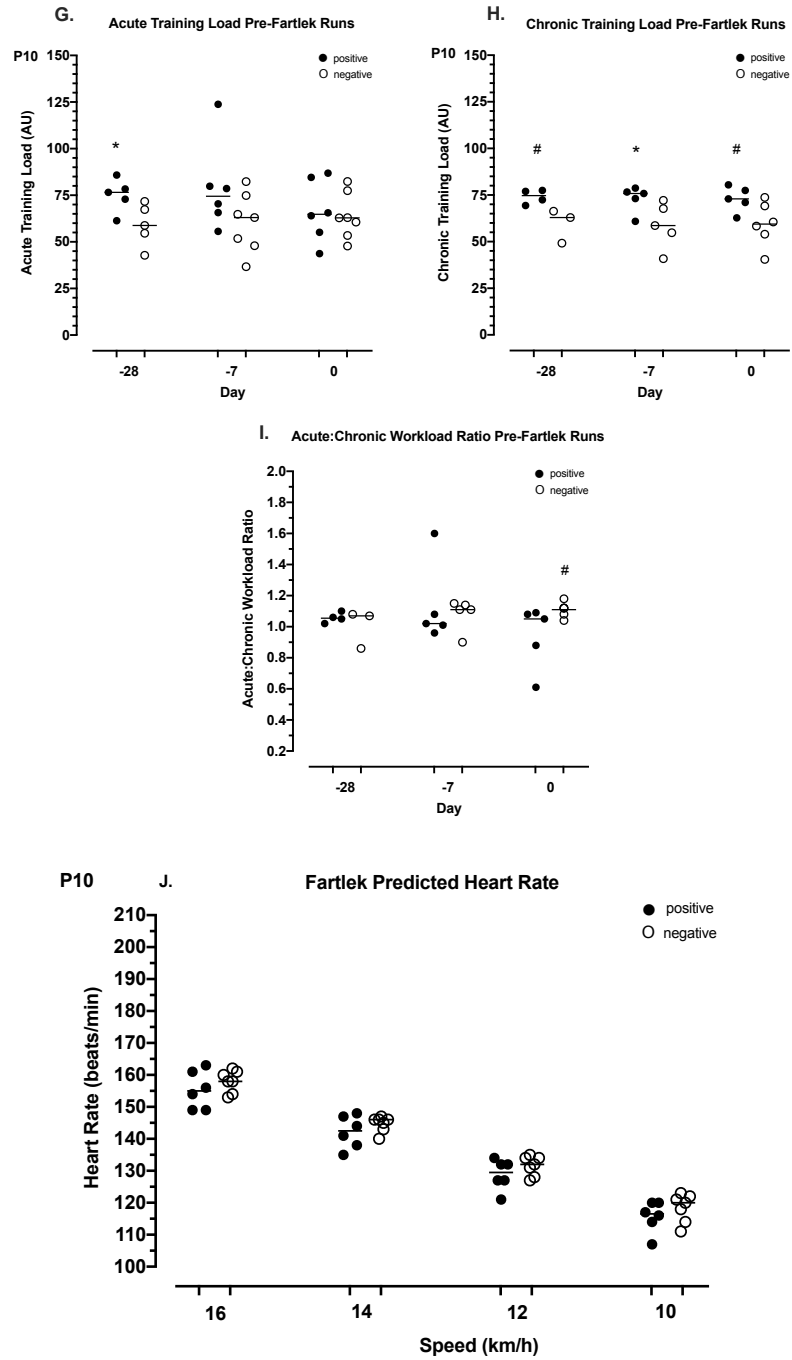 G. Acute Training Load Pre-Fartlek Runs
P10
positive
negative
150
125
100
75
50
25
0
Acute Training Load (AU)
*
-28 -7 0
Day
H. Chronic Training Load Pre-Fartlek Runs
P10
positive
negative
150
125
100
75
50
25
0
Chronic Training Load (AU)
# * #
-28 -7 0
Day
I. Acute:Chronic Workload Ratio Pre-Fartlek Runs
positive
negative
2.0
1.8
1.6
1.4
1.2
1.0
0.8
0.6
0.4
0.2
Acute:Chronic Workload Ratio
#
-28 -7 0
Day
P10 J. Fartlek Predicted Heart Rate
positive
negative
210
200
190
180
170
160
150
140
130
120
110
100
Heart Rate (beats/min)
16 14 12 10
Speed (km/h)